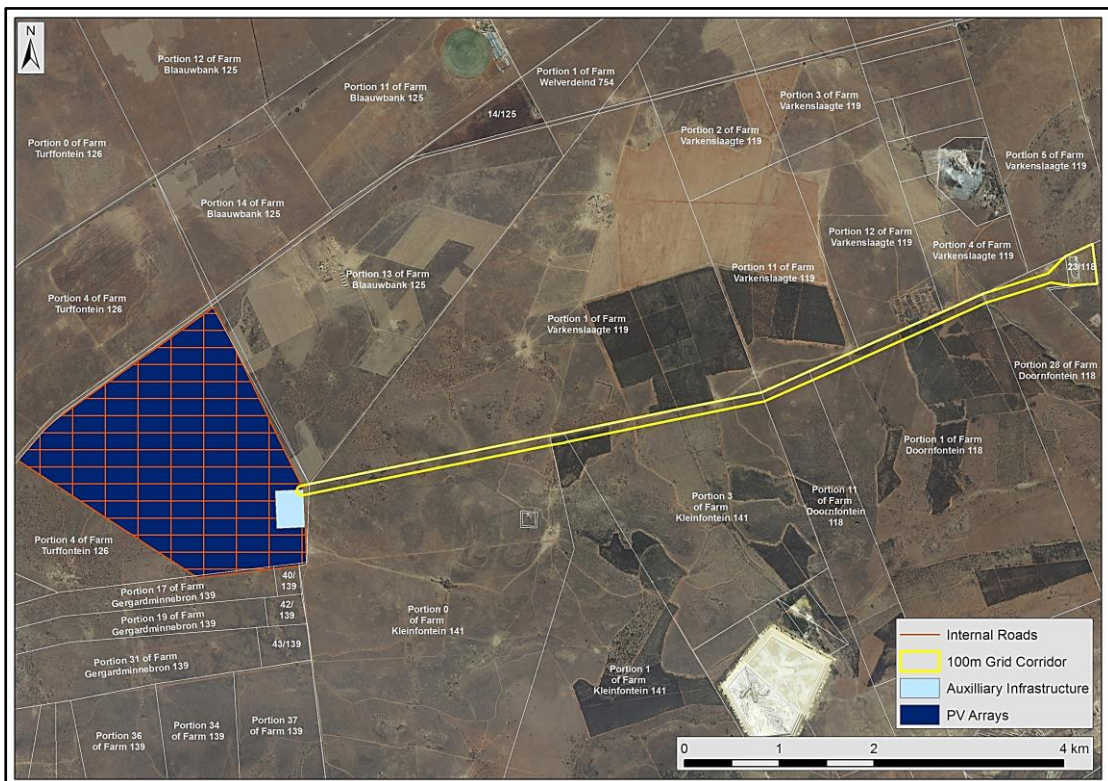 N
Portion 12 of Farm
Blaauwbank 125
Portion 11 of Farm
Blaauwbank 125
Portion 1 of Farm
Welverdeind 754
Portion 3 of Farm
Varkenslaagte 119
14/125
Portion 2 of Farm
Varkenslaagte 119
Portion 0 of Farm
Turffontein 126
Portion 5 of Farm
Varkenslaagte 119
Portion 14 of Farm
Blaauwbank 125
Portion 12 of Farm
Varkenslaagte 119
Portion 4 of Farm
Varkenslaagte 119
23/118
Portion 13 of Farm
Blaauwbank 125
Portion 11 of Farm
Varkenslaagte 119
Portion 4 of Farm
Turffontein 126
Portion 1 of Farm
Varkenslaagte 119
Portion 28 of Farm
Doornfontein 118
Portion 1 of Farm
Doornfontein 118
Portion 3
of Farm
Kleinfontein 141
Portion 11
of Farm
Doornfontein
118
Portion 4 of Farm
Turffontein 126
40/
139
Portion 17 of Farm
Gergardminnebron 139
42/
139
Portion 19 of Farm
Gergardminnebron 139
Portion 0
of Farm
Kleinfontein 141
43/139
Portion 31 of Farm
Gergardminnebron 139
Portion 1
of Farm
Kleinfontein 141
Portion 36
of Farm 139
Portion 34
of Farm 139
Portion 37
of Farm 139
Internal Roads
100m Grid Corridor
Auxilliary Infrastructure
PV Arrays
0 1 2 4 km